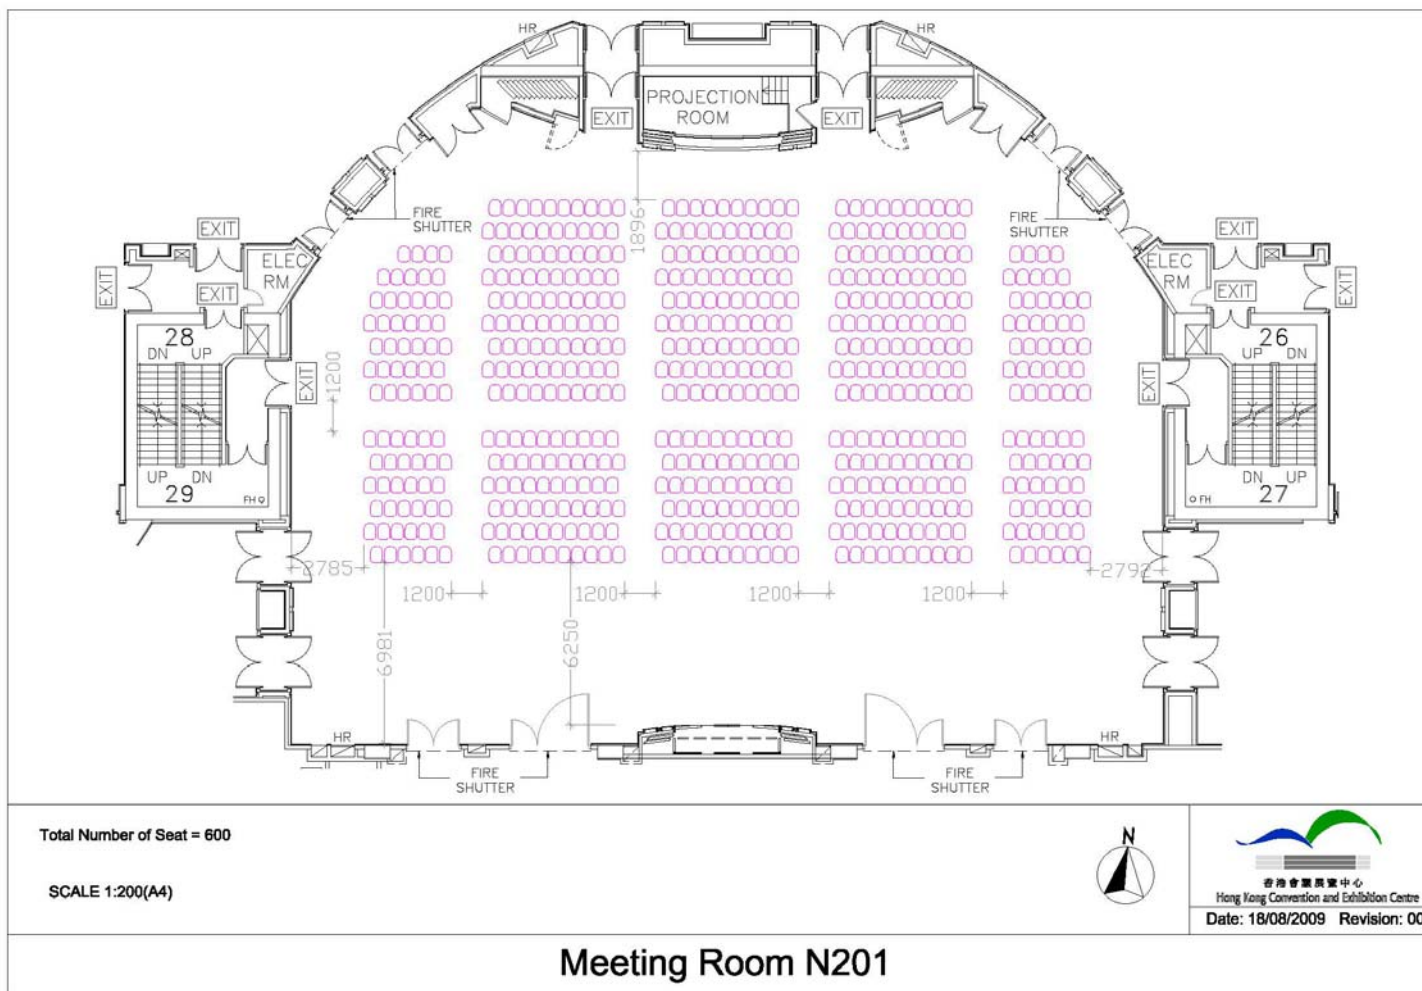 HR
HR
PROJECTION
ROOM
EXIT
EXIT
1896
FIRE
SHUTTER
FIRE
SHUTTER
EXIT
EXIT
ELEC
RM
ELEC
RM
EXIT
EXIT
EXIT
EXIT
28
DN UP
26
UP DN
EXIT
1200
EXIT
UP DN
29
FH
DN UP
27
FH
2785
2792
1200
1200
1200
1200
6981
6250
HR
HR
FIRE
SHUTTER
FIRE
SHUTTER
Total Number of Seat = 600
N
SCALE 1:200(A4)
香港會議展覽中心
Hong Kong Convention and Exhibition Centre
Date: 18/08/2009 Revision: 00
Meeting Room N201